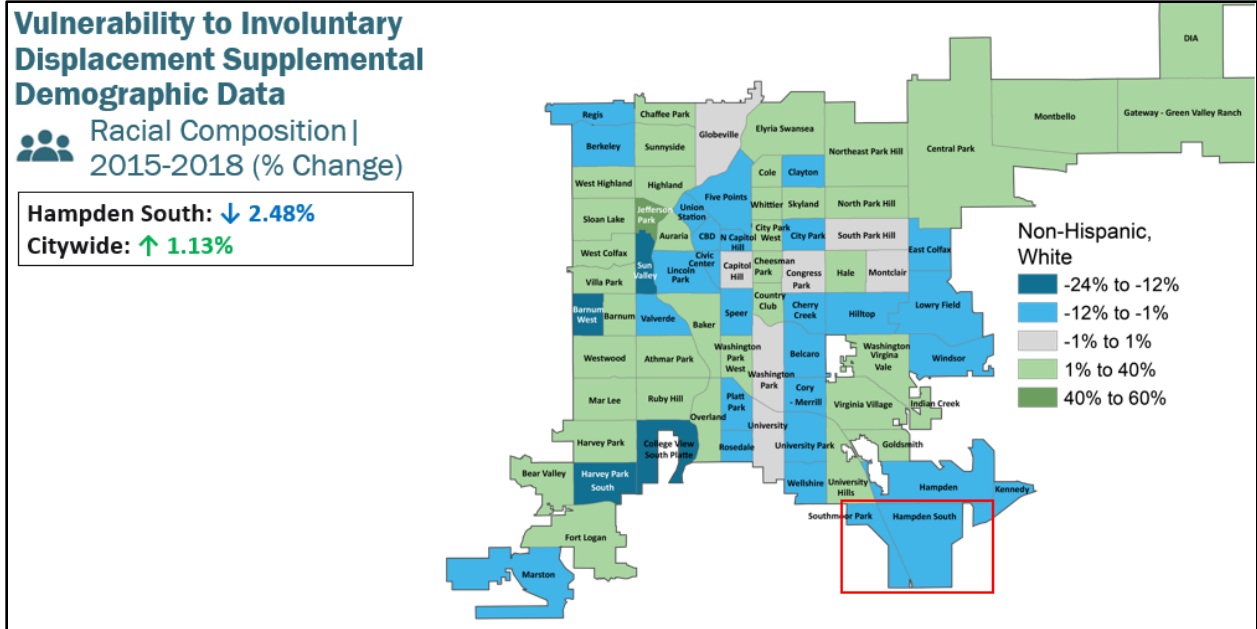 Vulnerability to Involuntary
Displacement Supplemental
Demographic Data
Racial Composition|
2015-2018 (% Change)
Hampden South: ↓ 2.48%
Citywide: ↑ 1.13%
DIA
Gateway - Green Valley Ranch
Montbello
Central Park
Regis
Chaffee Park
Globeville
Elyria Swansea
Northeast Park Hill
Berkeley
Sunnyside
Cole
Clayton
West Highland
Highland
Five Points
Whittier
Skyland
North Park Hill
Sloan Lake
Jefferson
Park
Union
Station
Auraria
CBD
N Capitol
Hill
City Park
West
City Park
South Park Hill
East Colfax
West Colfax
Sun
Valley
Lincoln
Park
Civic
Center
Capitol
Hill
Cheesman
Park
Congress
Park
Hale
Montclair
Villa Park
Barnum
West
Barnum
Valverde
Baker
Speer
Country
Club
Cherry
Creek
Hilltop
Lowry Field
Westwood
Athmar Park
Washington
Park
West
Washington
Park
Belcaro
Washington
Virgina
Vale
Windsor
Mar Lee
Ruby Hill
Overland
Platt
Park
University
Cory
- Merrill
Virginia Village
Indian Creek
Harvey Park
College View
South Platte
Rosedale
University Park
Goldsmith
Bear Valley
Harvey Park
South
Wellshire
University
Hills
Hampden
Kennedy
Southmoor Park
Hampden South
Fort Logan
Marston
Non-Hispanic,
White
-24% to -12%
-12% to -1%
-1% to 1%
1% to 40%
40% to 60%